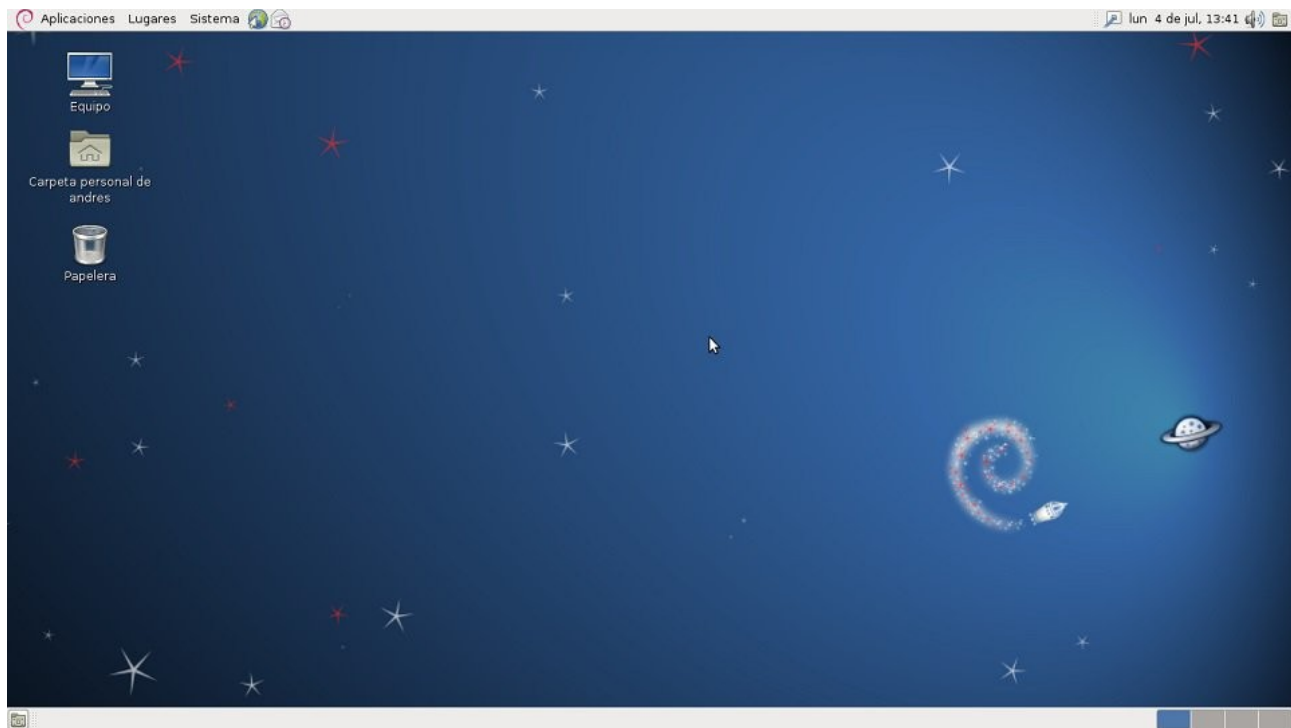 Aplicaciones Lugares Sistema
lun 4 de jul, 13:41
Equipo
Carpeta personal de
andres
Papelera